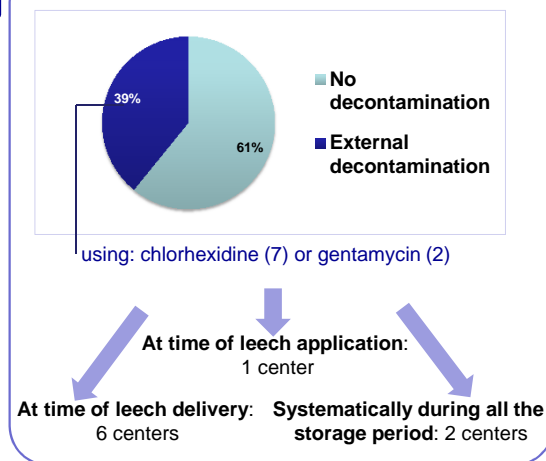 39%
61%
No
decontamination
External
decontamination
using: chlorhexidine (7) or gentamycin (2)
At time of leech application:
1 center
At time of leech delivery:
6 centers
Systematically during all the
storage period: 2 centers